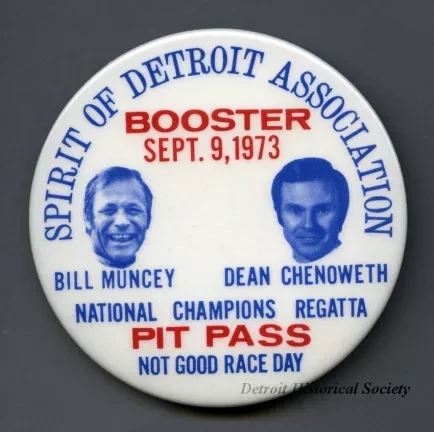 SPIRIT OF DETROIT ASSOCIATION
BOOSTER
SEPT. 9, 1973
BILL MUNCEY
DEAN CHENOWETH
NATIONAL CHAMPIONS REGATTA
PIT PASS
NOT GOOD RACE DAY
Detroit Historical Society